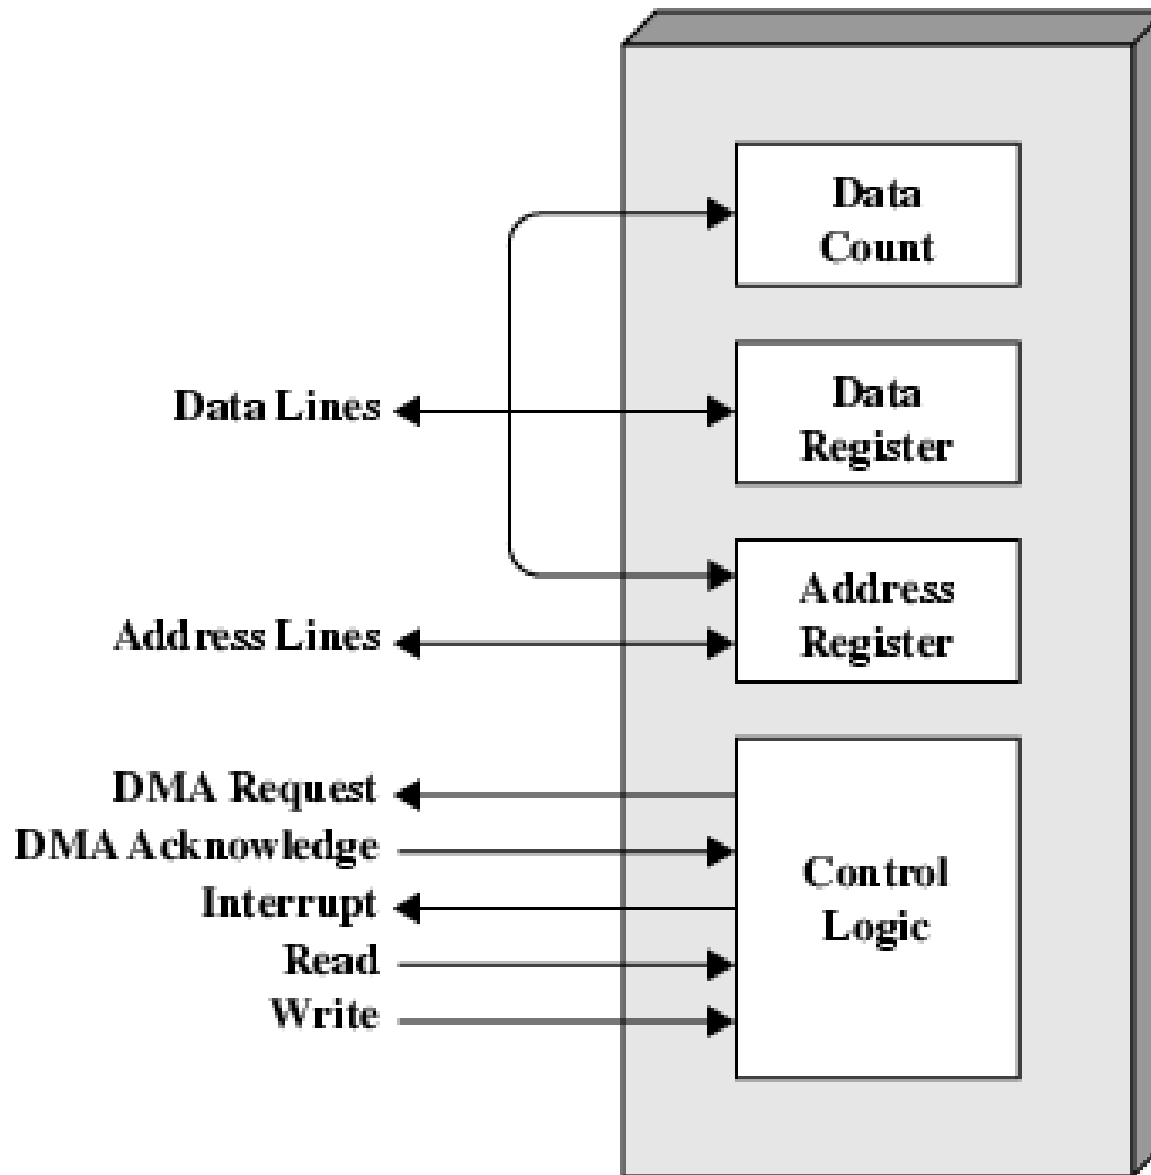 Data
Count
Data Lines
Data
Register
Address
Register
Address Lines
DMA Request
DMA Acknowledge
Interrupt
Read
Write
Control
Logic